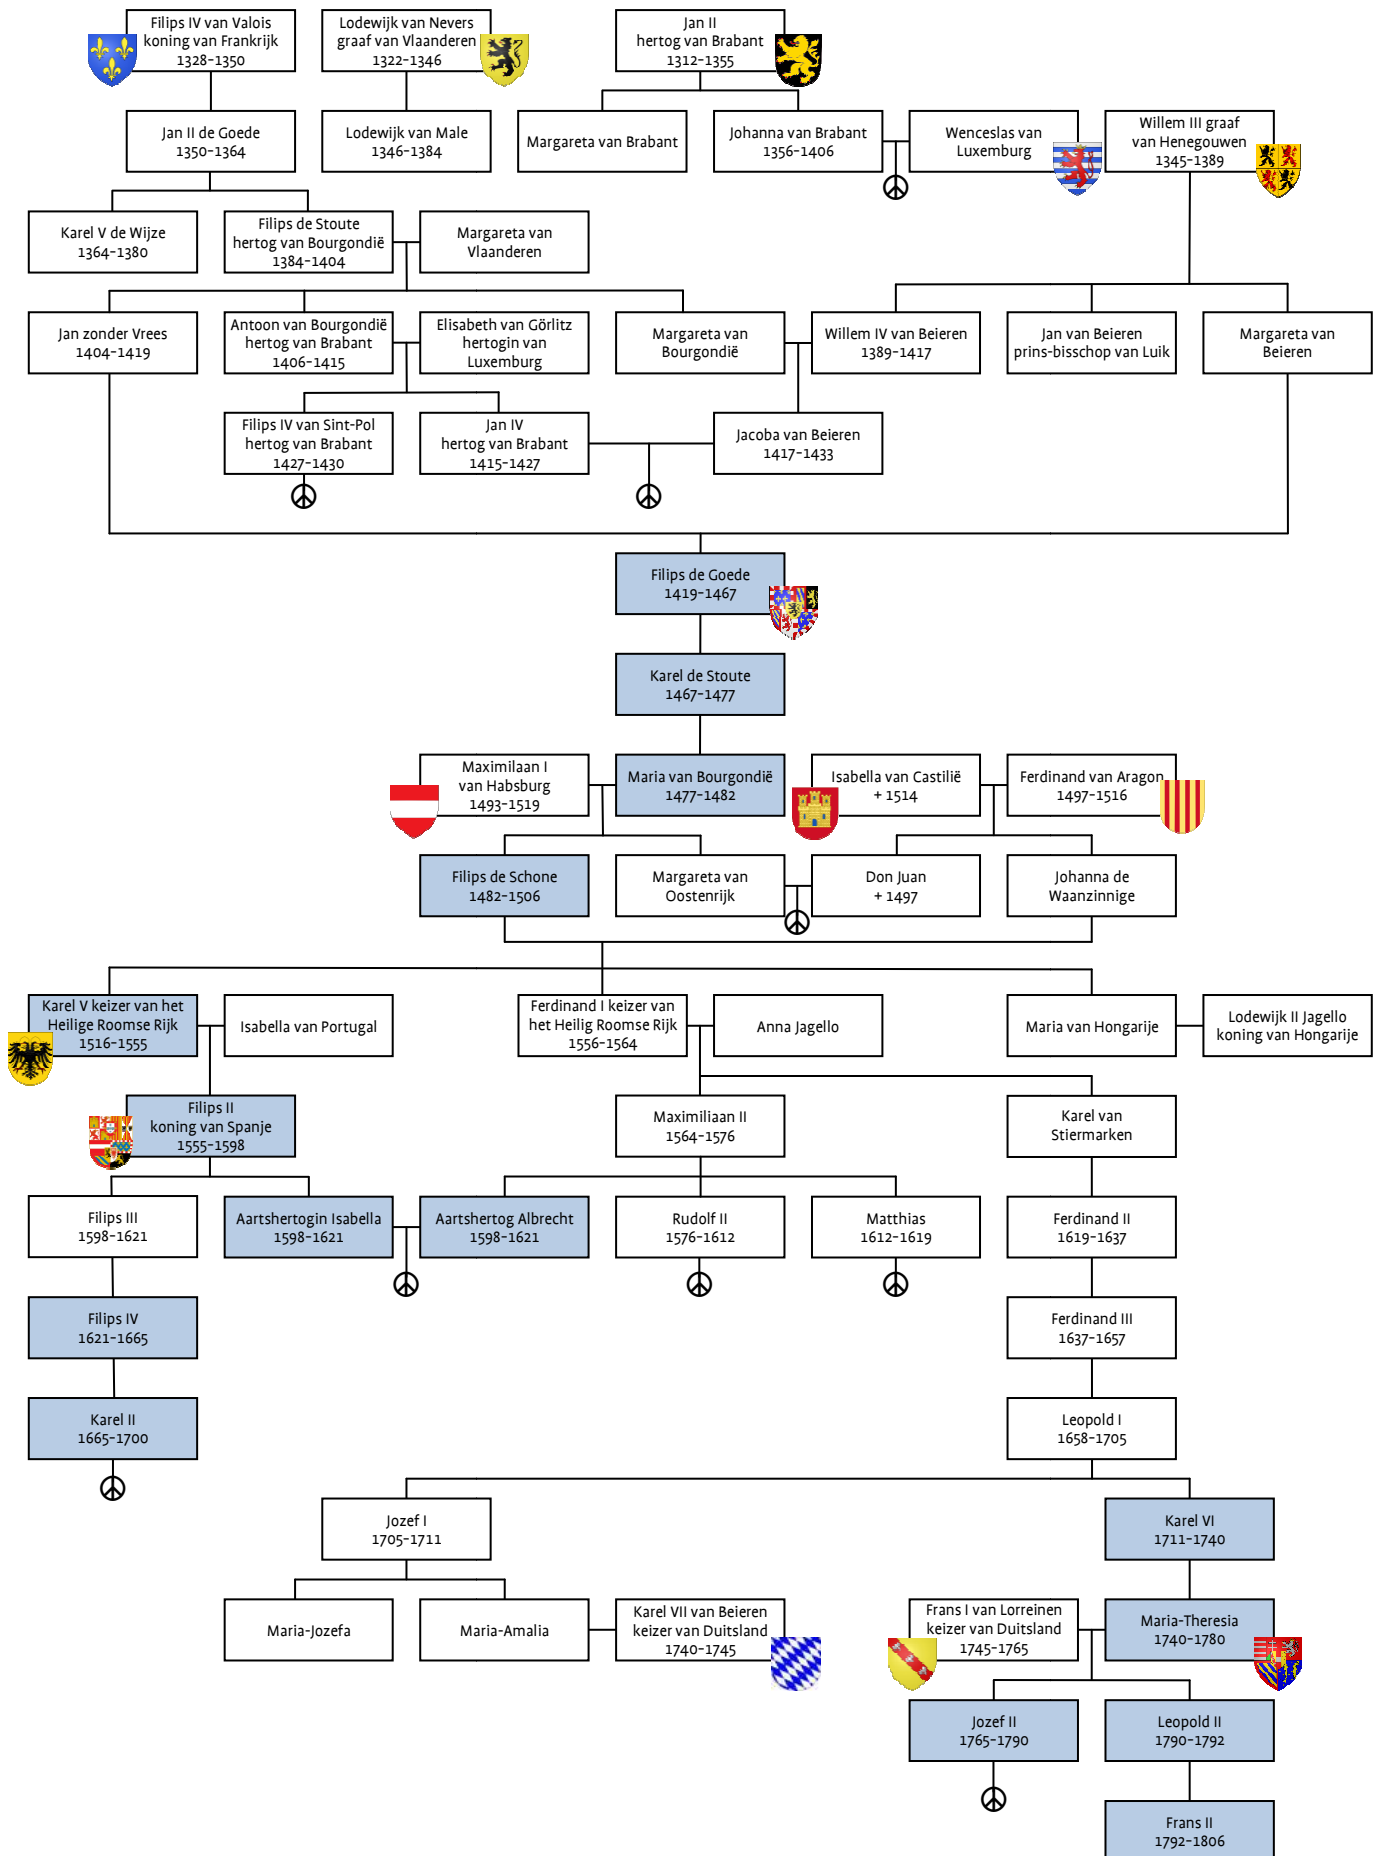 Filips IV van Valois
koning van Frankrijk
1328-1350
Lodewijk van Nevers
graaf van Vlaanderen
1322-1346
Jan II
hertog van Brabant
1312-1355
Jan II de Goede
1350-1364
Lodewijk van Male
1346-1384
Margareta van Brabant
Johanna van Brabant
1356-1406
Wenceslas van
Luxemburg
Willem III graaf
van Henegouwen
1345-1389
Karel V de Wijze
1364-1380
Filips de Stoute
hertog van Bourgondië
1384-1404
Margareta van
Vlaanderen
Jan zonder Vrees
1404-1419
Antoon van Bourgondië
hertog van Brabant
1406-1415
Elisabeth van Görlitz
hertogin van
Luxemburg
Margareta van
Bourgondië
Willem IV van Beieren
1389-1417
Jan van Beieren
prins-bisschop van Luik
Margareta van
Beieren
Filips IV van Sint-Pol
hertog van Brabant
1427-1430
Jan IV
hertog van Brabant
1415-1427
Jacoba van Beieren
1417-1433
Filips de Goede
1419-1467
Karel de Stoute
1467-1477
Maximilaan I
van Habsburg
1493-1519
Maria van Bourgondië
1477-1482
Isabella van Castilië
+ 1514
Ferdinand van Aragon
1497-1516
Filips de Schone
1482-1506
Margareta van
Oostenrijk
Don Juan
+ 1497
Johanna de
Waanzinnige
Karel V keizer van het
Heilige Roomse Rijk
1516-1555
Isabella van Portugal
Ferdinand I keizer van
het Heilig Roomse Rijk
1556-1564
Anna Jagello
Maria van Hongarije
Lodewijk II Jagello
koning van Hongarije
Filips II
koning van Spanje
1555-1598
Maximiliaan II
1564-1576
Karel van
Stiermarken
Filips III
1598-1621
Aartshertogin Isabella
1598-1621
Aartshertog Albrecht
1598-1621
Rudolf II
1576-1612
Matthias
1612-1619
Ferdinand II
1619-1637
Filips IV
1621-1665
Ferdinand III
1637-1657
Karel II
1665-1700
Leopold I
1658-1705
Jozef I
1705-1711
Karel VI
1711-1740
Maria-Jozefa
Maria-Amalia
Karel VII van Beieren
keizer van Duitsland
1740-1745
Frans I van Lorreinen
keizer van Duitsland
1745-1765
Maria-Theresia
1740-1780
Jozef II
1765-1790
Leopold II
1790-1792
Frans II
1792-1806